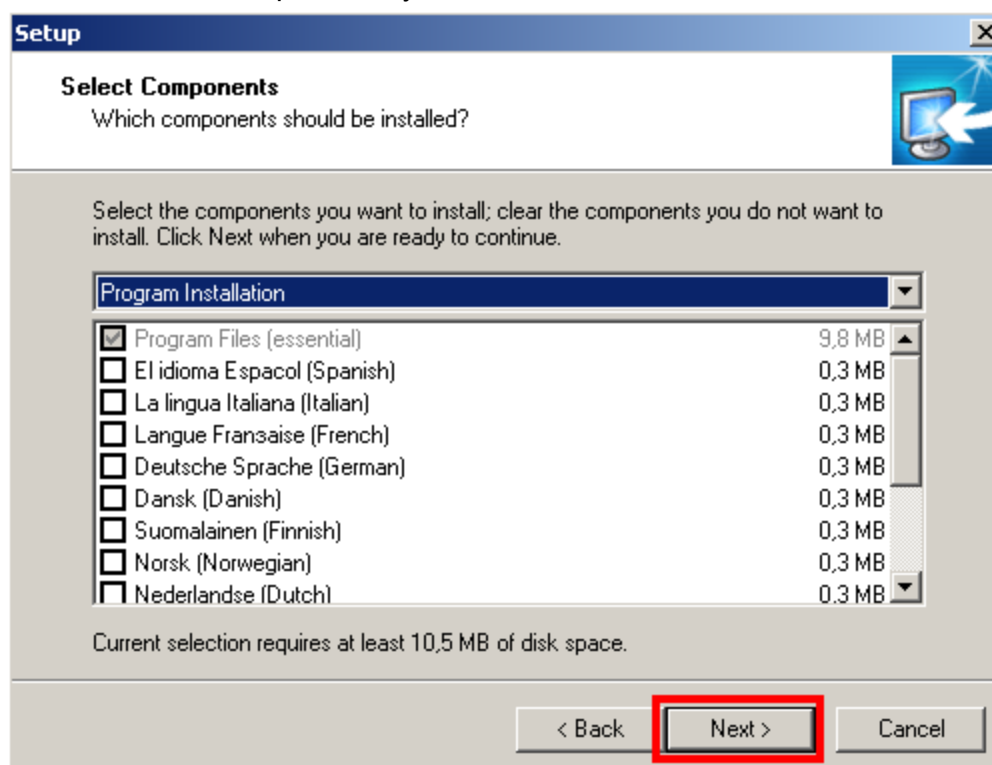 Setup
Select Components
Which components should be installed?
Select the components you want to install; clear the components you do not want to
install. Click Next when you are ready to continue.
Program Installation
Program Files (essential) 9,8 MB
El idioma Espacol (Spanish) 0,3 MB
La lingua Italiana (Italian) 0,3 MB
Langue Fransaise (French) 0,3 MB
Deutsche Sprache (German) 0,3 MB
Dansk (Danish) 0,3 MB
Suomalainen (Finnish) 0,3 MB
Norsk (Norwegian) 0,3 MB
Nederlandse (Dutch) 0,3 MB
Current selection requires at least 10,5 MB of disk space.
< Back Next > Cancel